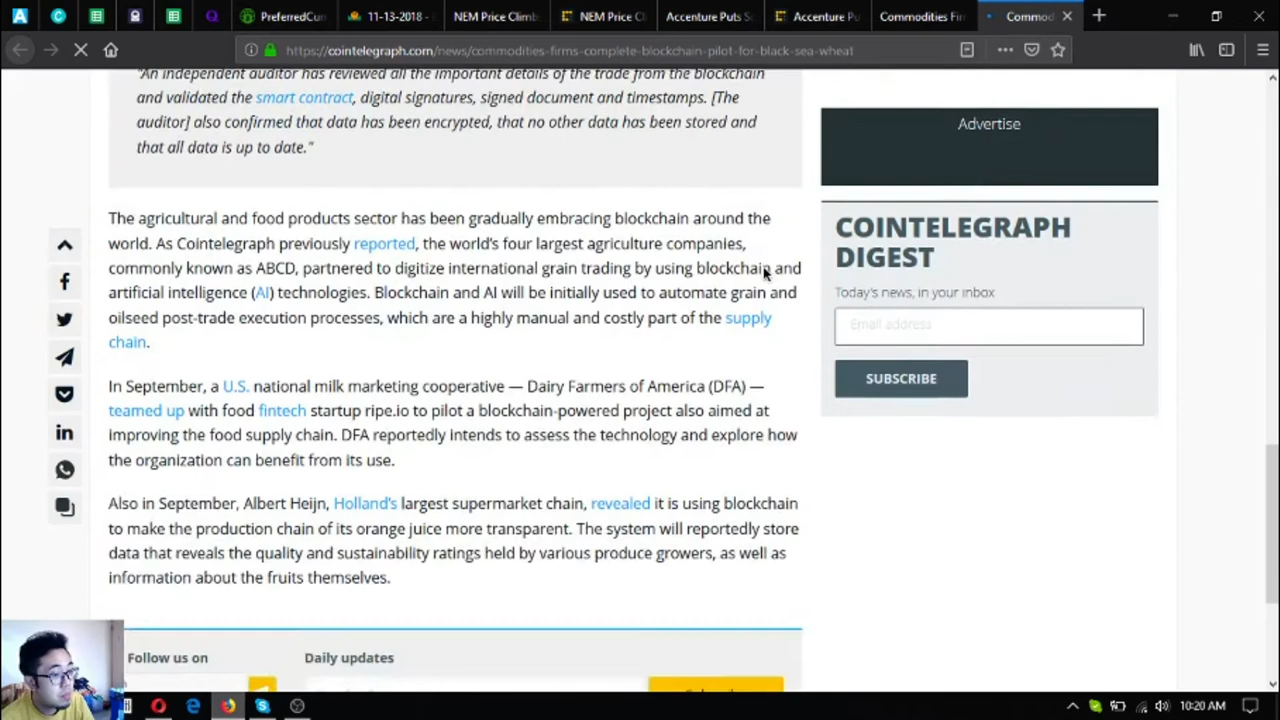 PreferredCur
11-13-2018 -
NEM Price Climb
NEM Price Cl
Accenture Puts S
Accenture Pu
Commodities Fir
Commod
https://cointelegraph.com/news/commodities-firms-complete-blockchain-pilot-for-black-sea-wheat
"An independent auditor has reviewed all the important details of the trade from the blockchain
and validated the smart contract, digital signatures, signed document and timestamps. [The
auditor] also confirmed that data has been encrypted, that no other data has been stored and
that all data is up to date."
The agricultural and food products sector has been gradually embracing blockchain around the
world. As Cointelegraph previously reported, the world's four largest agriculture companies,
commonly known as ABCD, partnered to digitize international grain trading by using blockchain and
artificial intelligence (AI) technologies. Blockchain and AI will be initially used to automate grain and
oilseed post-trade execution processes, which are a highly manual and costly part of the supply
chain.
In September, a U.S. national milk marketing cooperative — Dairy Farmers of America (DFA) —
teamed up with food fintech startup ripe.io to pilot a blockchain-powered project also aimed at
improving the food supply chain. DFA reportedly intends to assess the technology and explore how
the organization can benefit from its use.
Also in September, Albert Heijn, Holland's largest supermarket chain, revealed it is using blockchain
to make the production chain of its orange juice more transparent. The system will reportedly store
data that reveals the quality and sustainability ratings held by various produce growers, as well as
information about the fruits themselves.
Follow us on
Daily updates
Advertise
COINTELEGRAPH
DIGEST
Today's news, in your inbox
Email address
SUBSCRIBE
10:20 AM